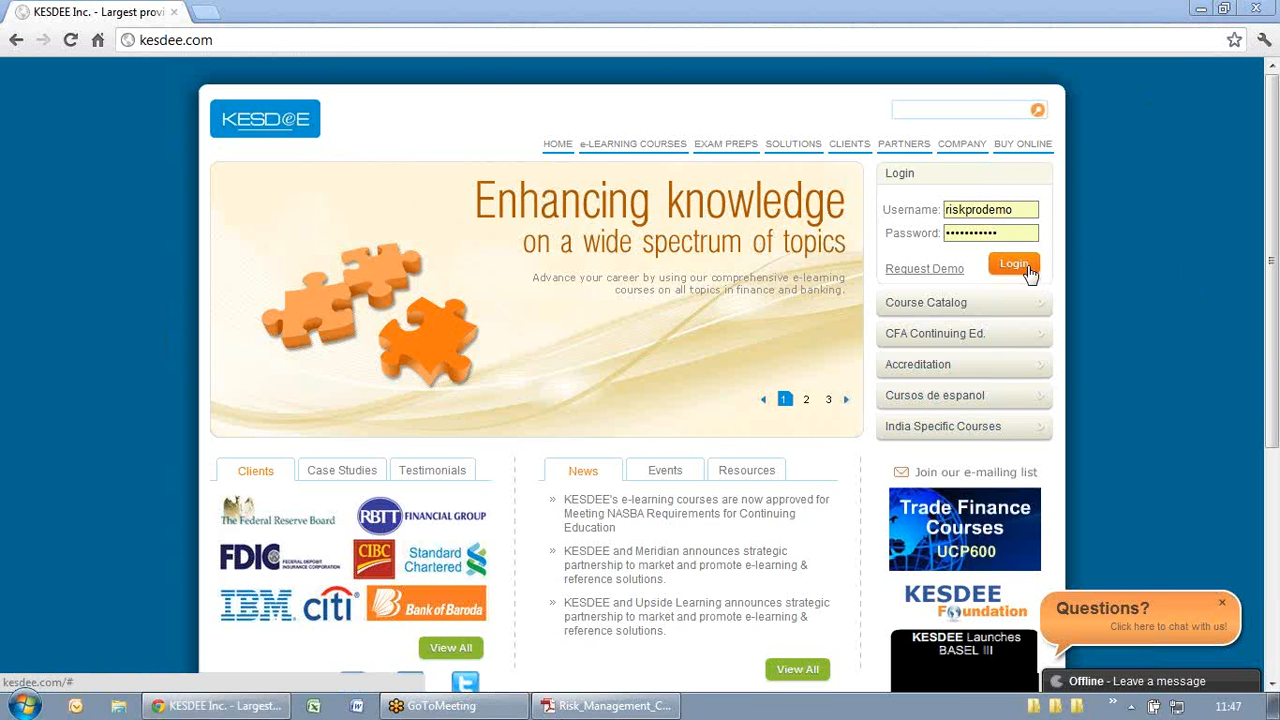 KESDEE Inc. - Largest provi
kesdee.com
KESDeE
HOME e-LEARNING COURSES EXAM PREPS SOLUTIONS CLIENTS PARTNERS COMPANY BUY ONLINE
Enhancing knowledge
on a wide spectrum of topics
Advance your career by using our comprehensive e-learning
courses on all topics in finance and banking.
1 2 3
Login
Username: riskprodemo
Password: •••••••••••
Request Demo Login
Course Catalog
CFA Continuing Ed.
Accreditation
Cursos de espanol
India Specific Courses
Clients Case Studies Testimonials
The Federal Reserve Board
RBTT FINANCIAL GROUP
FDIC FEDERAL DEPOSIT INSURANCE CORPORATION
CIBC
Standard Chartered
IBM citi Bank of Baroda
View All
News Events Resources
» KESDEE's e-learning courses are now approved for
Meeting NASBA Requirements for Continuing
Education
» KESDEE and Meridian announces strategic
partnership to market and promote e-learning &
reference solutions.
» KESDEE and Upside Learning announces strategic
partnership to market and promote e-learning &
reference solutions.
View All
Join our e-mailing list
Trade Finance
Courses
UCP600
KESDEE
Foundation
KESDEE Launches
BASEL III
Questions?
Click here to chat with us!
Offline - Leave a message
kesdee.com/#
KESDEE Inc. - Largest... GoToMeeting Risk_Management_C... 11:47